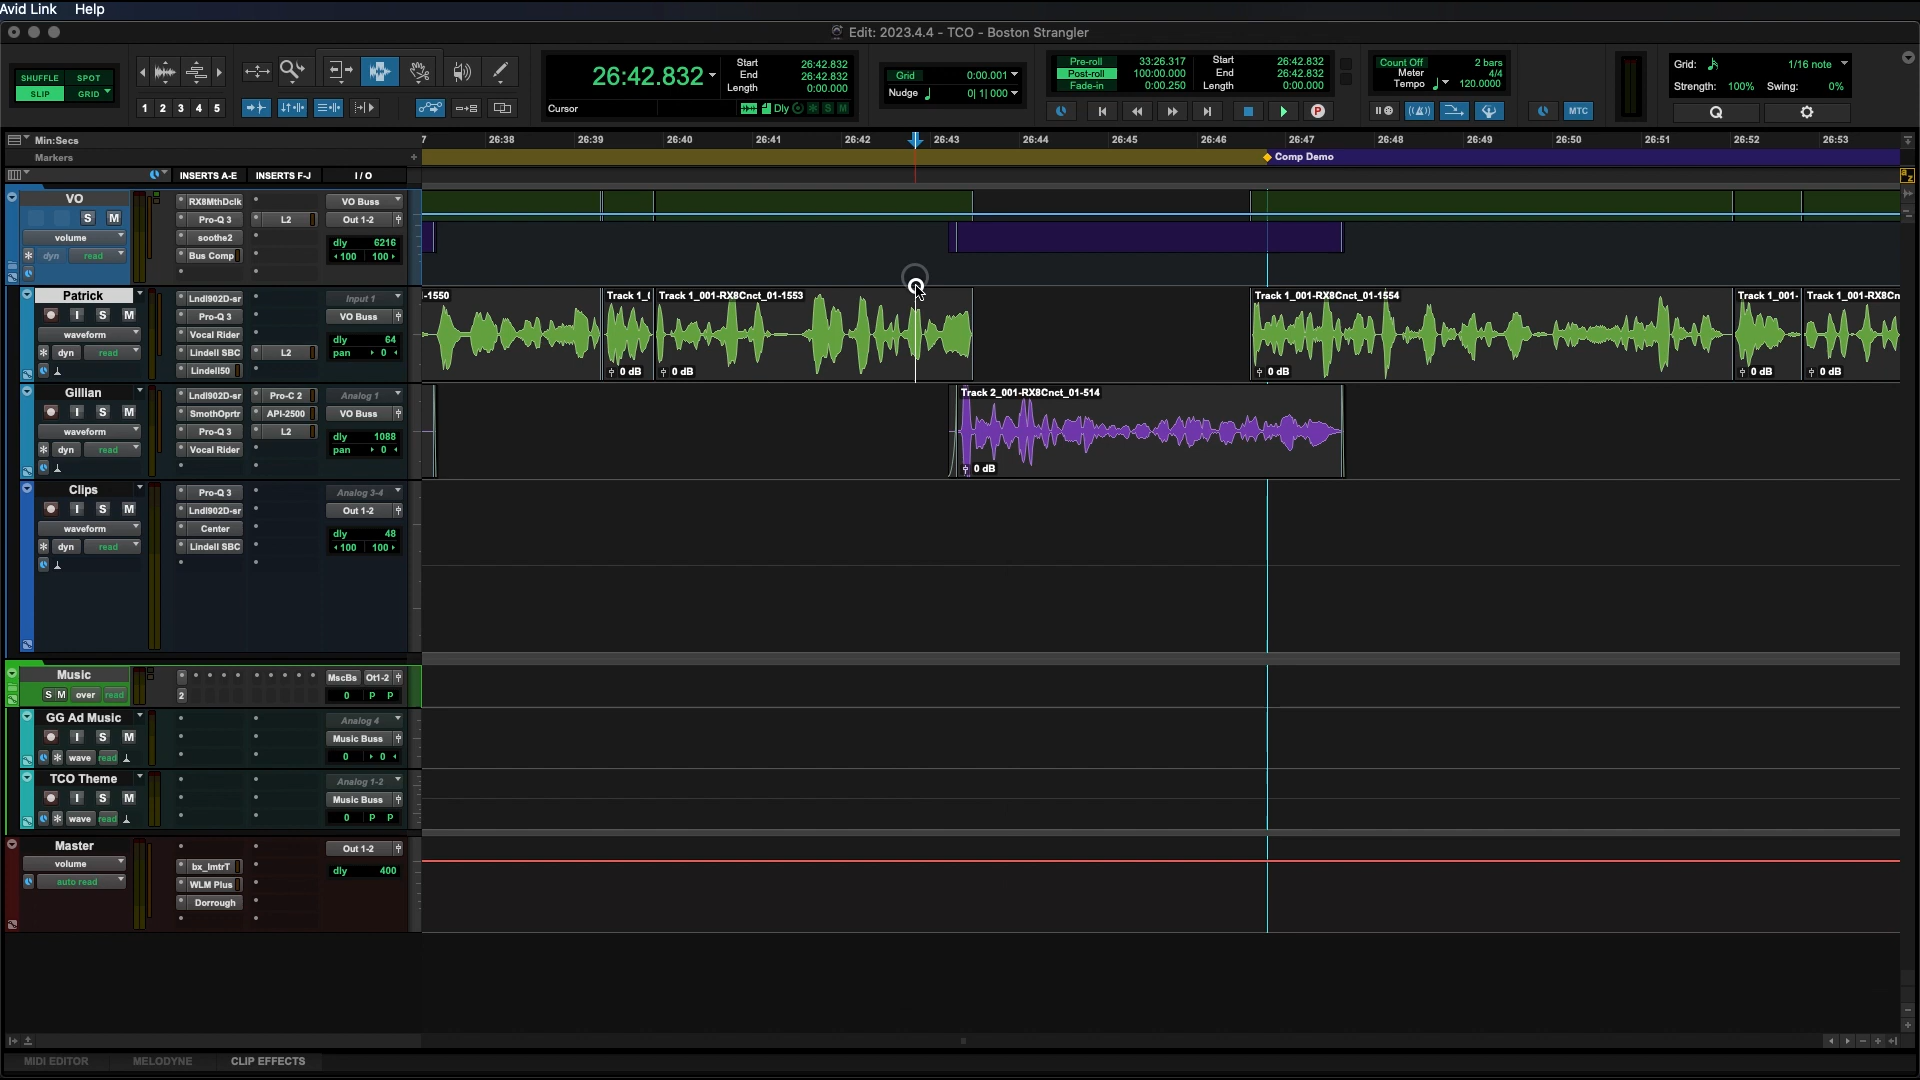 Avid Link Help
Edit: 2023.4.4 - TCO - Boston Strangler
SHUFFLE SPOT
SLIP GRID
1 2 3 4 5
26:42.832
Start 26:42.832
End 26:42.832
Length 0:00.000
Cursor
Dly S M
Grid 0:00.001
Nudge 0| 1| 000
Pre-roll 33:26.317
Post-roll 100:00.000
Fade-in 0:00.250
Start 26:42.832
End 26:42.832
Length 0:00.000
Count Off 2 bars
Meter 4/4
Tempo 120.0000
MTC
Grid: 1/16 note
Strength: 100% Swing: 0%
Q
Min:Secs
7 26:38 26:39 26:40 26:41 26:42 26:43 26:44 26:45 26:46 26:47 26:48 26:49 26:50 26:51 26:52 26:53
Markers
Comp Demo
INSERTS A-E INSERTS F-J I / O
VO
S M
volume
dyn read
RX8MthDclk
Pro-Q 3 L2
soothe2
Bus Comp
VO Buss
Out 1-2
dly 6216
100 100
Patrick
I S M
waveform
dyn read
Lndl902D-sr
Pro-Q 3
Vocal Rider
Lindell SBC L2
Lindell50
Input 1
VO Buss
dly 64
pan 0
-1550
Track 1_(
Track 1_001-RX8Cnct_01-1553
Track 1_001-RX8Cnct_01-1554
Track 1_001-
Track 1_001-RX8Cn
0 dB 0 dB 0 dB 0 dB 0 dB
Gillian
I S M
waveform
dyn read
Lndl902D-sr Pro-C 2
SmothOprtr API-2500
Pro-Q 3 L2
Vocal Rider
Analog 1
VO Buss
dly 1088
pan 0
Track 2_001-RX8Cnct_01-514
0 dB
Clips
I S M
waveform
dyn read
Pro-Q 3
Lndl902D-sr
Center
Lindell SBC
Analog 3-4
Out 1-2
dly 48
100 100
Music
S M over read
2
MscBs Ot1-2
0 P P
GG Ad Music
I S M
wave read
Analog 4
Music Buss
0 0
TCO Theme
I S M
wave read
Analog 1-2
Music Buss
0 P P
Master
volume
auto read
bx_lmtrT
WLM Plus
Dorrough
Out 1-2
dly 400
MIDI EDITOR MELODYNE CLIP EFFECTS